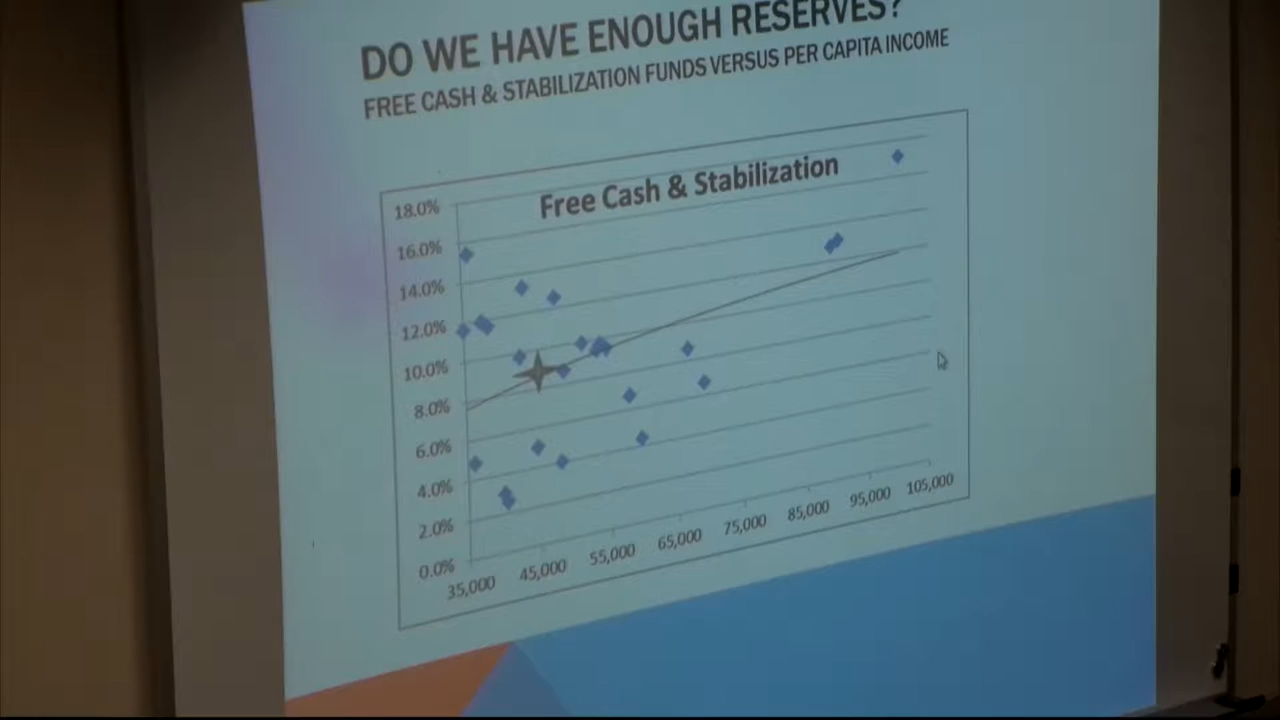 DO WE HAVE ENOUGH RESERVES?
FREE CASH & STABILIZATION FUNDS VERSUS PER CAPITA INCOME
Free Cash & Stabilization
18.0%
16.0%
14.0%
12.0%
10.0%
8.0%
6.0%
4.0%
2.0%
0.0%
35,000 45,000 55,000 65,000 75,000 85,000 95,000 105,000